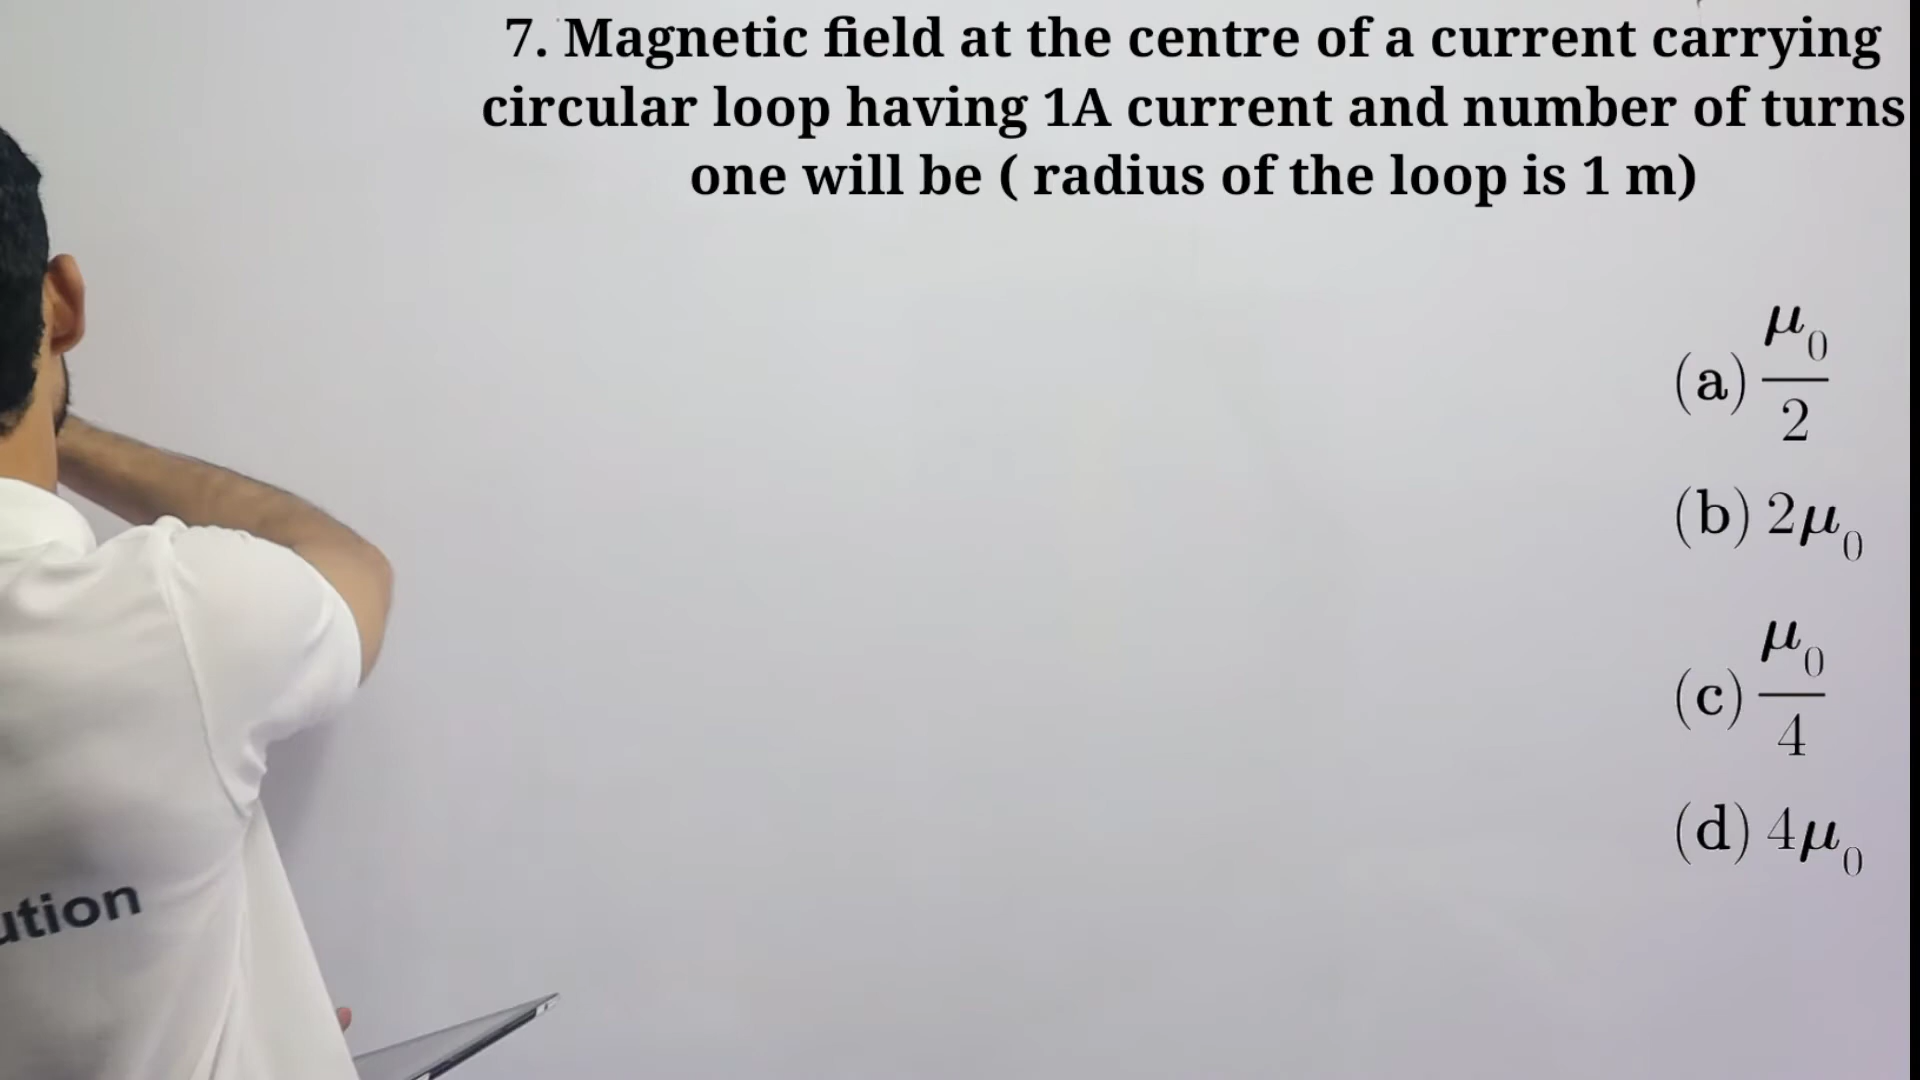 7. Magnetic field at the centre of a current carrying
circular loop having 1A current and number of turns
one will be ( radius of the loop is 1 m)
(a) μ₀/2
(b) 2μ₀
(c) μ₀/4
(d) 4μ₀
ution